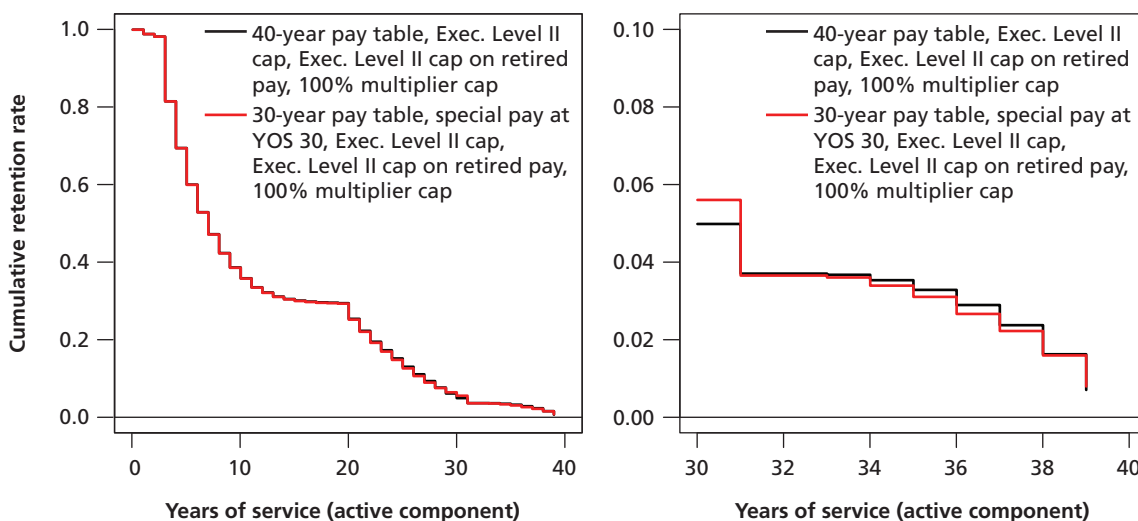 Cumulative retention rate
1.0
0.8
0.6
0.4
0.2
0.0
40-year pay table, Exec. Level II
cap, Exec. Level II cap on retired
pay, 100% multiplier cap
30-year pay table, special pay at
YOS 30, Exec. Level II cap,
Exec. Level II cap on retired pay,
100% multiplier cap
0
10
20
30
40
Years of service (active component)
0.10
0.08
0.06
0.04
0.02
0.00
40-year pay table, Exec. Level II
cap, Exec. Level II cap on retired
pay, 100% multiplier cap
30-year pay table, special pay at
YOS 30, Exec. Level II cap,
Exec. Level II cap on retired pay,
100% multiplier cap
30
32
34
36
38
40
Years of service (active component)